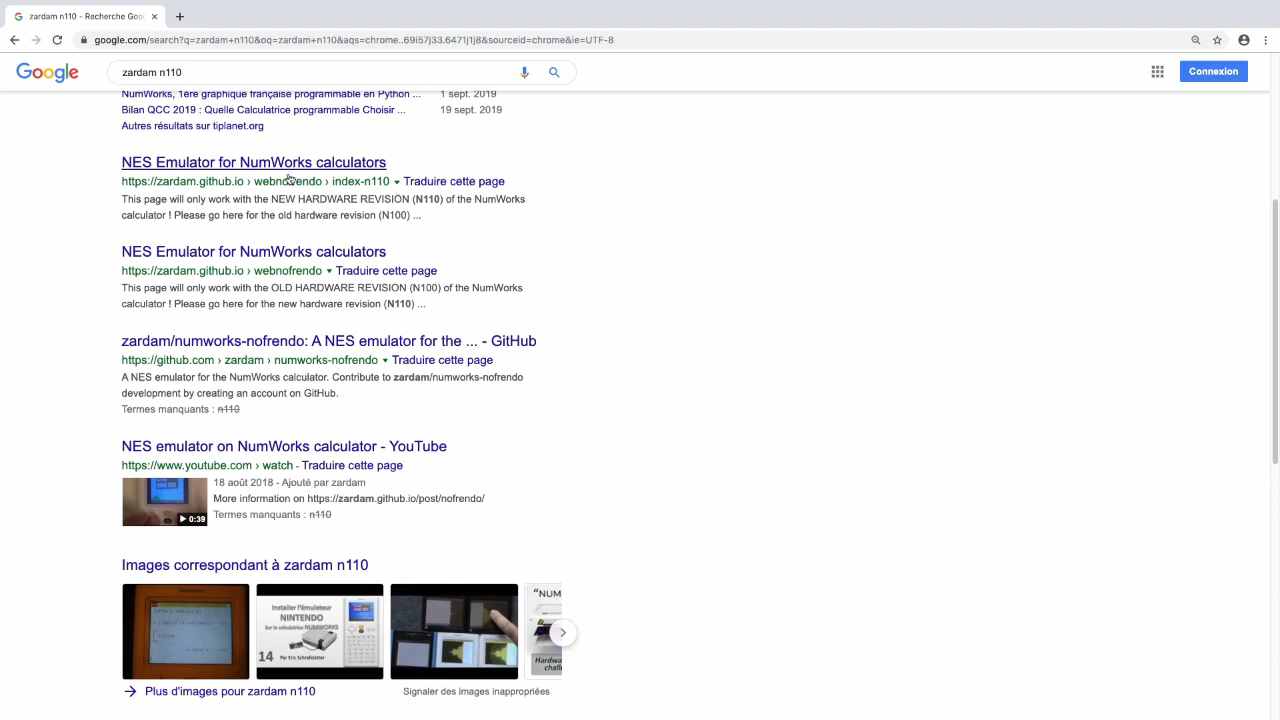 zardam n110 - Recherche Goo
google.com/search?q=zardam+n110&oq=zardam+n110&aqs=chrome..69i57j33.6471j1j8&sourceid=chrome&ie=UTF-8
Google
zardam n110
Connexion
NumWorks, 1ère graphique française programmable en Python ... 1 sept. 2019
Bilan QCC 2019 : Quelle Calculatrice programmable Choisir ... 19 sept. 2019
Autres résultats sur tiplanet.org
NES Emulator for NumWorks calculators
https://zardam.github.io › webnofrendo › index-n110 Traduire cette page
This page will only work with the NEW HARDWARE REVISION (N110) of the NumWorks
calculator ! Please go here for the old hardware revision (N100) ...
NES Emulator for NumWorks calculators
https://zardam.github.io › webnofrendo Traduire cette page
This page will only work with the OLD HARDWARE REVISION (N100) of the NumWorks
calculator ! Please go here for the new hardware revision (N110) ...
zardam/numworks-nofrendo: A NES emulator for the ... - GitHub
https://github.com › zardam › numworks-nofrendo Traduire cette page
A NES emulator for the NumWorks calculator. Contribute to zardam/numworks-nofrendo
development by creating an account on GitHub.
Termes manquants : n110
NES emulator on NumWorks calculator - YouTube
https://www.youtube.com › watch - Traduire cette page
18 août 2018 - Ajouté par zardam
More information on https://zardam.github.io/post/nofrendo/
Termes manquants : n110
0:39
Images correspondant à zardam n110
Installer l'émulateur
NINTENDO
Sur la calculatrice NUMWORKS
14
Par Eric Schrafstetter
"NUM
Hardw
chall
Plus d'images pour zardam n110
Signaler des images inappropriées